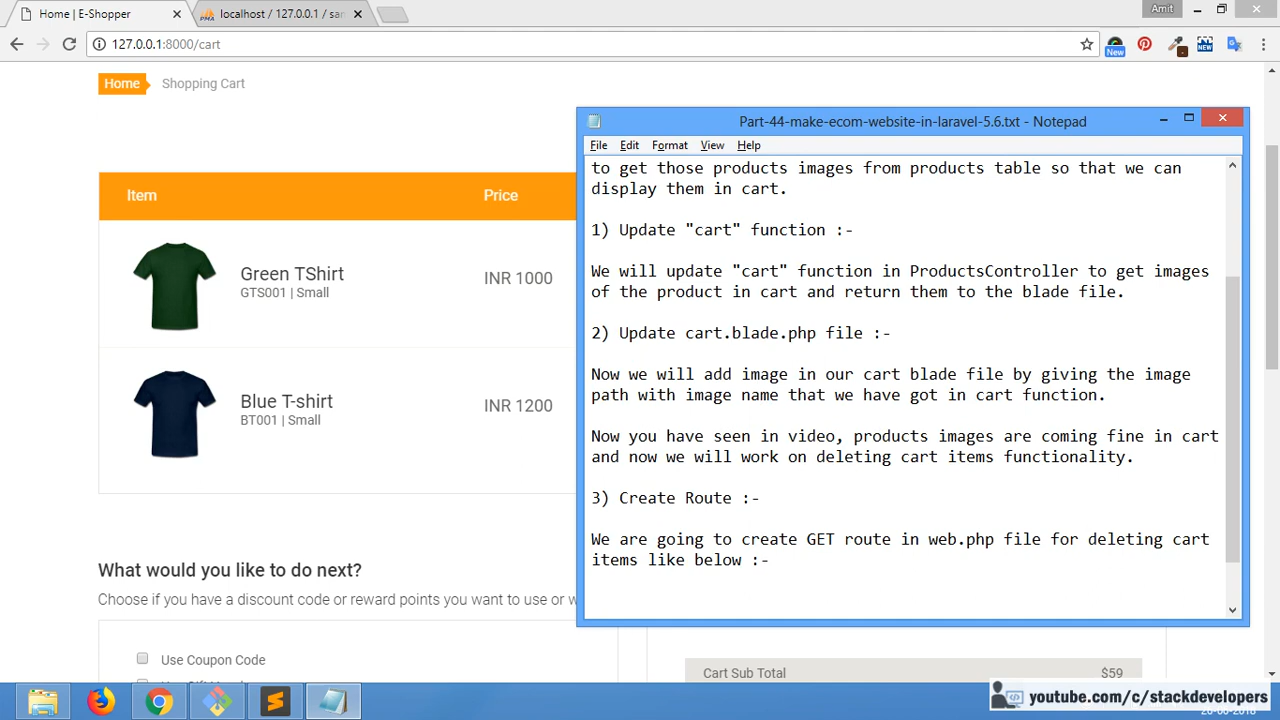 Home | E-Shopper
localhost / 127.0.0.1 / sam
Amit
127.0.0.1:8000/cart
New
NEW
Home
Shopping Cart
Item
Price
Green TShirt
GTS001 | Small
INR 1000
Blue T-shirt
BT001 | Small
INR 1200
What would you like to do next?
Choose if you have a discount code or reward points you want to use or w
Use Coupon Code
Cart Sub Total
$59
Part-44-make-ecom-website-in-laravel-5.6.txt - Notepad
File Edit Format View Help
to get those products images from products table so that we can
display them in cart.
1) Update "cart" function :-
We will update "cart" function in ProductsController to get images
of the product in cart and return them to the blade file.
2) Update cart.blade.php file :-
Now we will add image in our cart blade file by giving the image
path with image name that we have got in cart function.
Now you have seen in video, products images are coming fine in cart
and now we will work on deleting cart items functionality.
3) Create Route :-
We are going to create GET route in web.php file for deleting cart
items like below :-
youtube.com/c/stackdevelopers